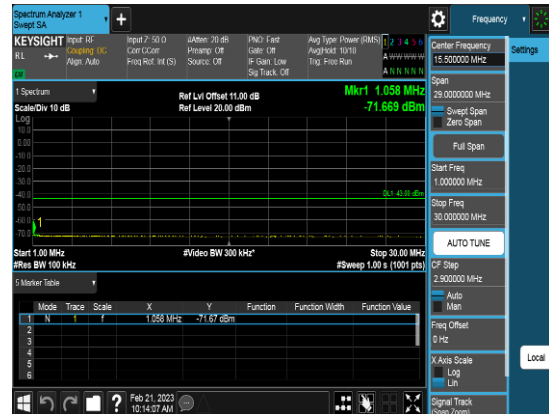 Spectrum Analyzer 1
Swept SA
+
Frequency
KEYSIGHT
RL
Input: RF
Coupling: DC
Align: Auto
Input Z: 50 Ω
Corr CCorr
Freq Ref: Int (S)
#Atten: 20 dB
Preamp: Off
Source: Off
PNO: Fast
Gate: Off
IF Gain: Low
Sig Track: Off
Avg Type: Power (RMS)
Avg|Hold: 10/10
Trig: Free Run
1 2 3 4 5 6
A W W W W W
A N N N N N
1 Spectrum
Scale/Div 10 dB
Ref Lvl Offset 11.00 dB
Ref Level 20.00 dBm
Mkr1 1.058 MHz
-71.669 dBm
Log
10.0
0.00
-10.0
-20.0
-30.0
-40.0
-50.0
-60.0
-70.0
DL1 -43.00 dBm
1
Start 1.00 MHz
#Res BW 100 kHz
#Video BW 300 kHz*
Stop 30.00 MHz
#Sweep 1.00 s (1001 pts)
5 Marker Table
Mode Trace Scale X Y Function Function Width Function Value
1 N 1 f 1.058 MHz -71.67 dBm
2
3
4
5
6
Center Frequency
15.500000 MHz
Span
29.0000000 MHz
Swept Span
Zero Span
Full Span
Start Freq
1.000000 MHz
Stop Freq
30.000000 MHz
AUTO TUNE
CF Step
2.900000 MHz
Auto
Man
Freq Offset
0 Hz
X Axis Scale
Log
Lin
Signal Track
(Span Zoom)
Settings
Local
?
Feb 21, 2023
10:14:07 AM